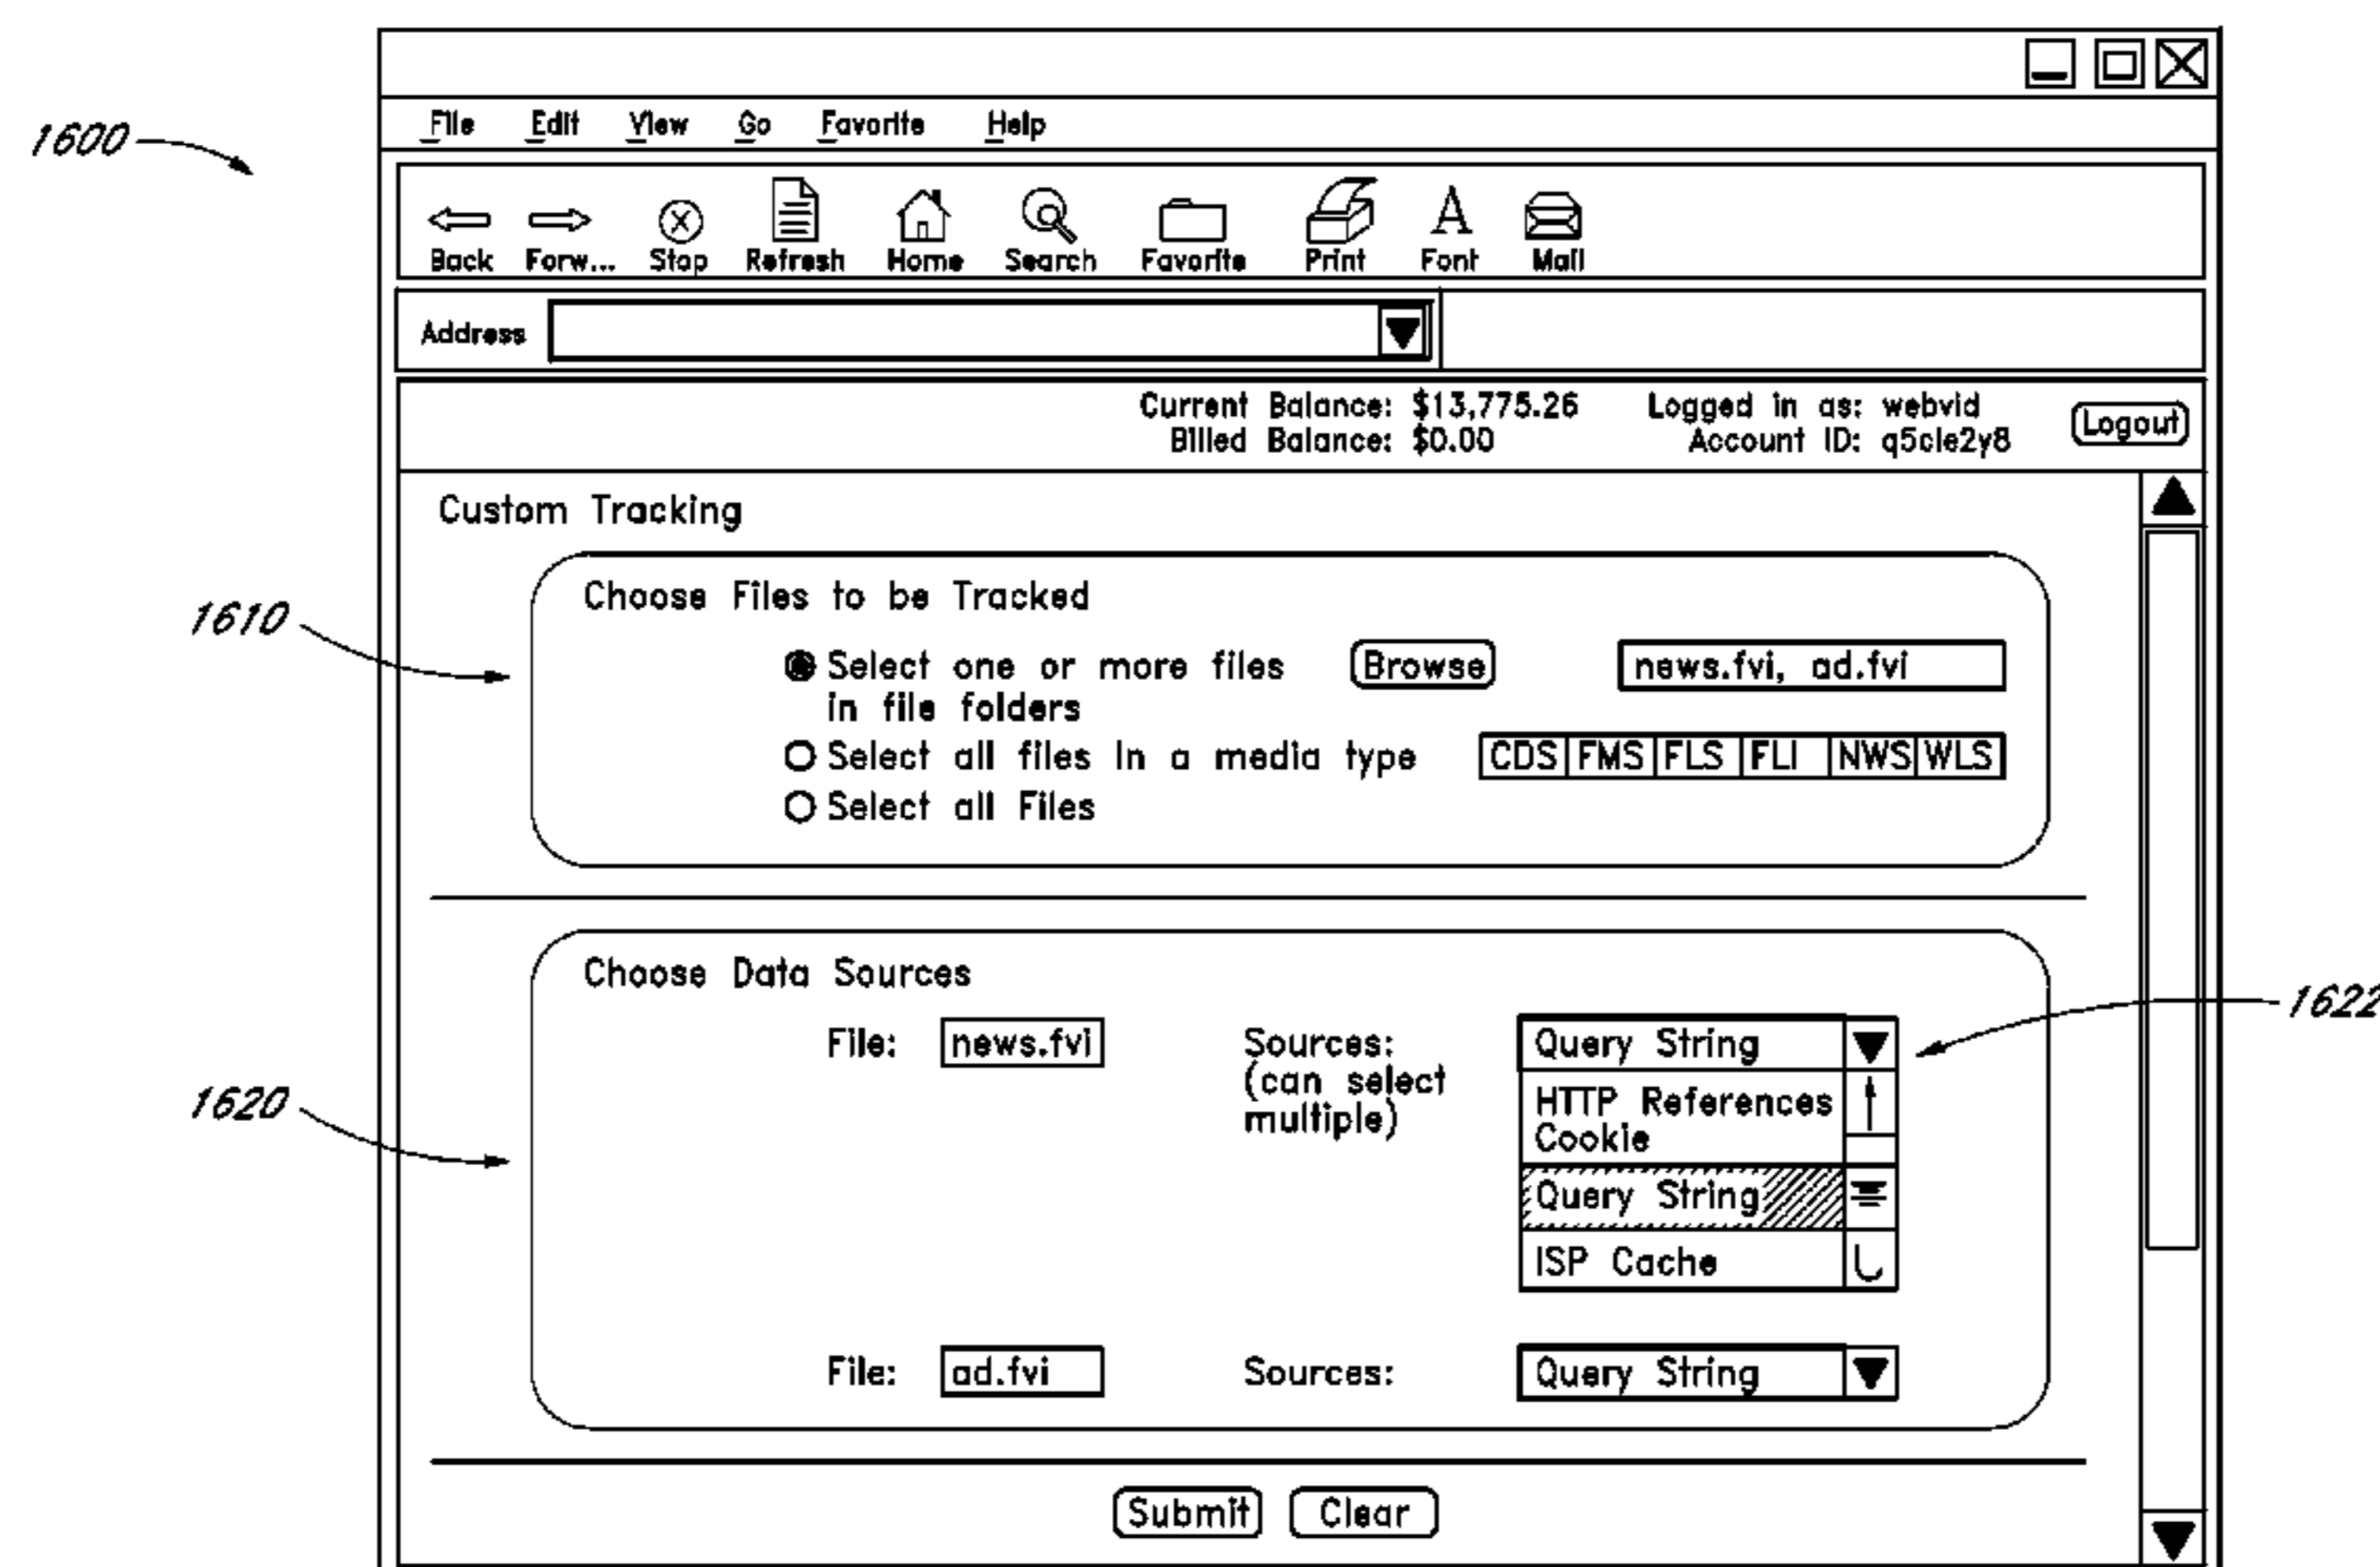 1600
File Edit View Go Favorite Help
Back Forw... Stop Refresh Home Search Favorite Print Font Mail
Address
Current Balance: $13,775.26 Logged in as: webvid
Billed Balance: $0.00 Account ID: q5cle2y8
Logout
Custom Tracking
1610
Choose Files to be Tracked
Select one or more files Browse news.fvi, ad.fvi
in file folders
Select all files in a media type CDS FMS FLS FLI NWS WLS
Select all Files
1620
Choose Data Sources
1622
File: news.fvi Sources: Query String
(can select
multiple)
HTTP References
Cookie
Query String
ISP Cache
File: ad.fvi Sources: Query String
Submit Clear